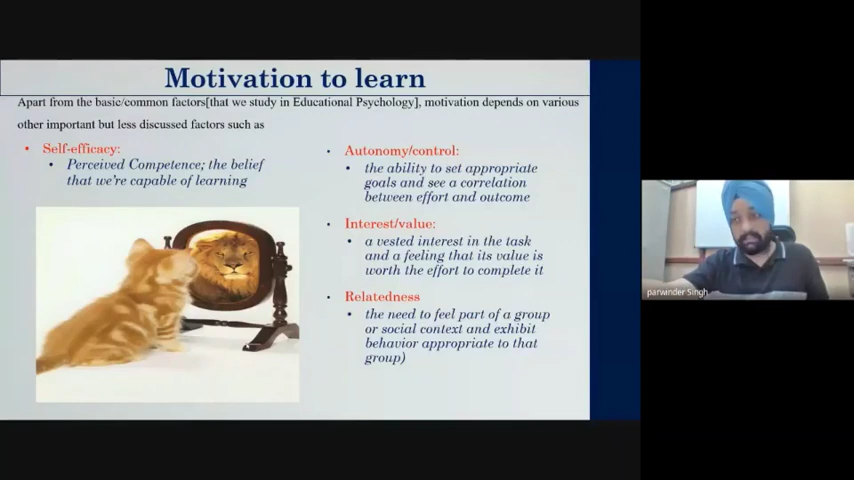 Motivation to learn
Apart from the basic/common factors[that we study in Educational Psychology], motivation depends on various
other important but less discussed factors such as
• Self-efficacy:
• Perceived Competence; the belief
that we're capable of learning
• Autonomy/control:
• the ability to set appropriate
goals and see a correlation
between effort and outcome
• Interest/value:
• a vested interest in the task
and a feeling that its value is
worth the effort to complete it
• Relatedness
• the need to feel part of a group
or social context and exhibit
behavior appropriate to that
group)
parwinder Singh